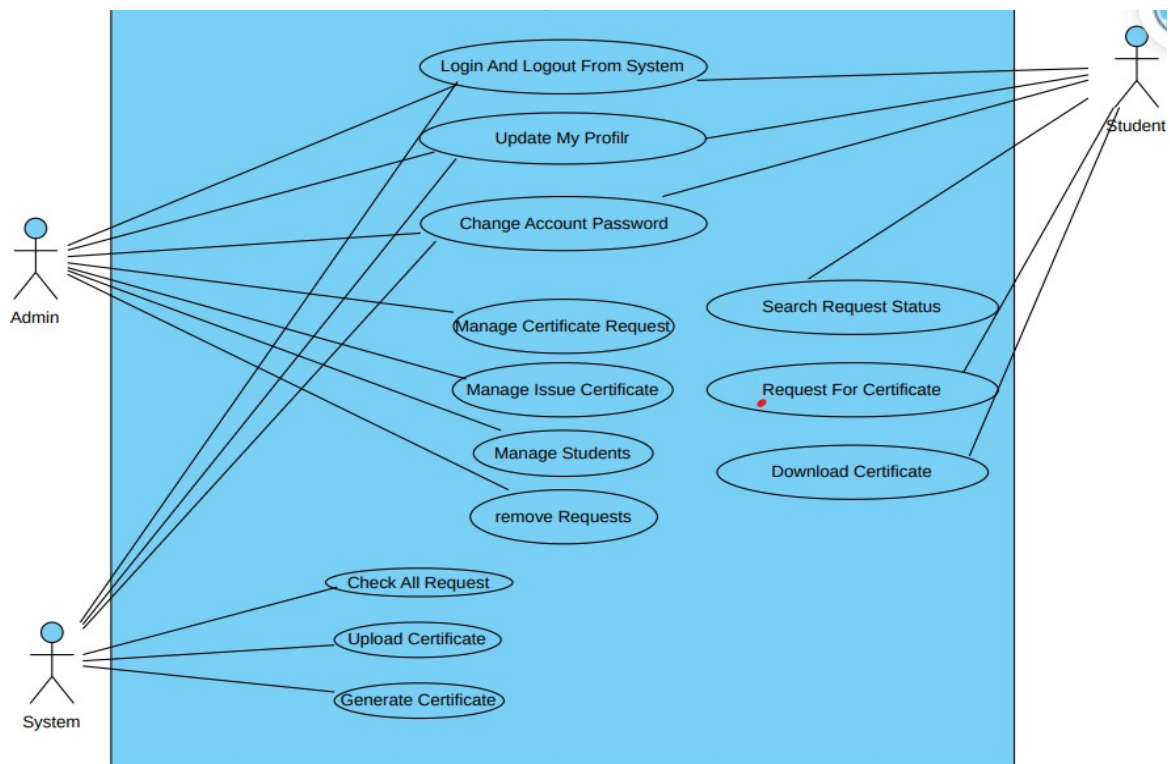 Login And Logout From System
Student
Update My Profilr
Change Account Password
Admin
Search Request Status
Manage Certificate Request
Manage Issue Certificate
Request For Certificate
Manage Students
Download Certificate
remove Requests
Check All Request
Upload Certificate
Generate Certificate
System